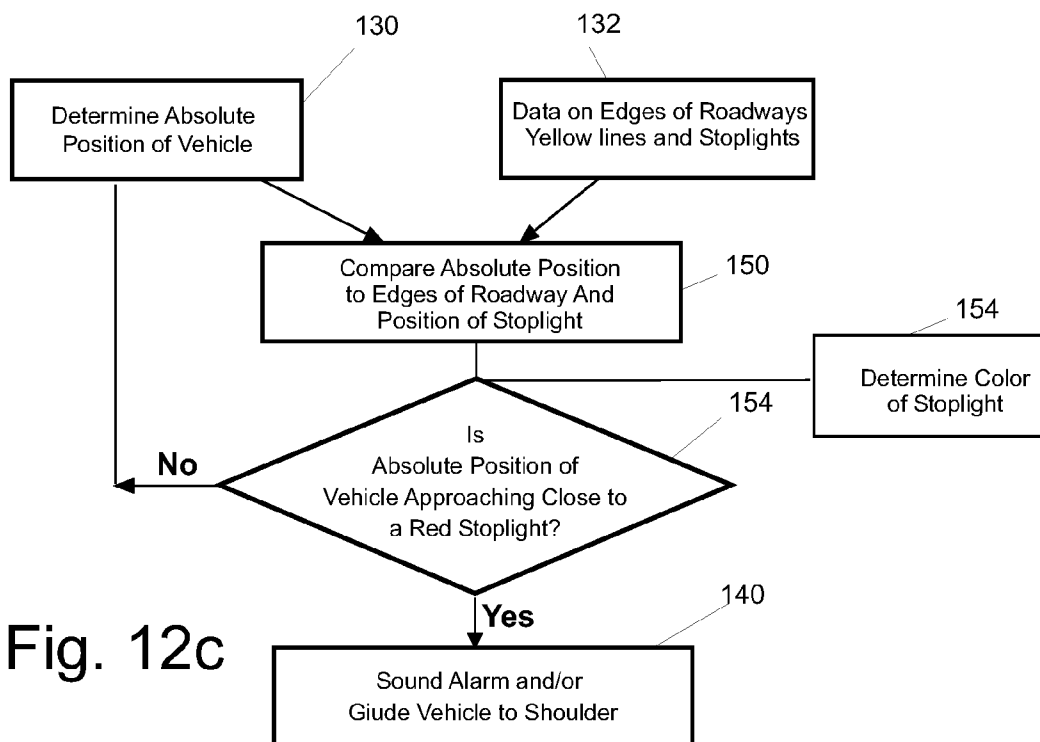 130
132
Determine Absolute
Position of Vehicle
Data on Edges of Roadways
Yellow lines and Stoplights
Compare Absolute Position
to Edges of Roadway And
Position of Stoplight
150
154
Determine Color
of Stoplight
154
Is
Absolute Position of
Vehicle Approaching Close to
a Red Stoplight?
No
Yes
140
Sound Alarm and/or
Giude Vehicle to Shoulder
Fig. 12c